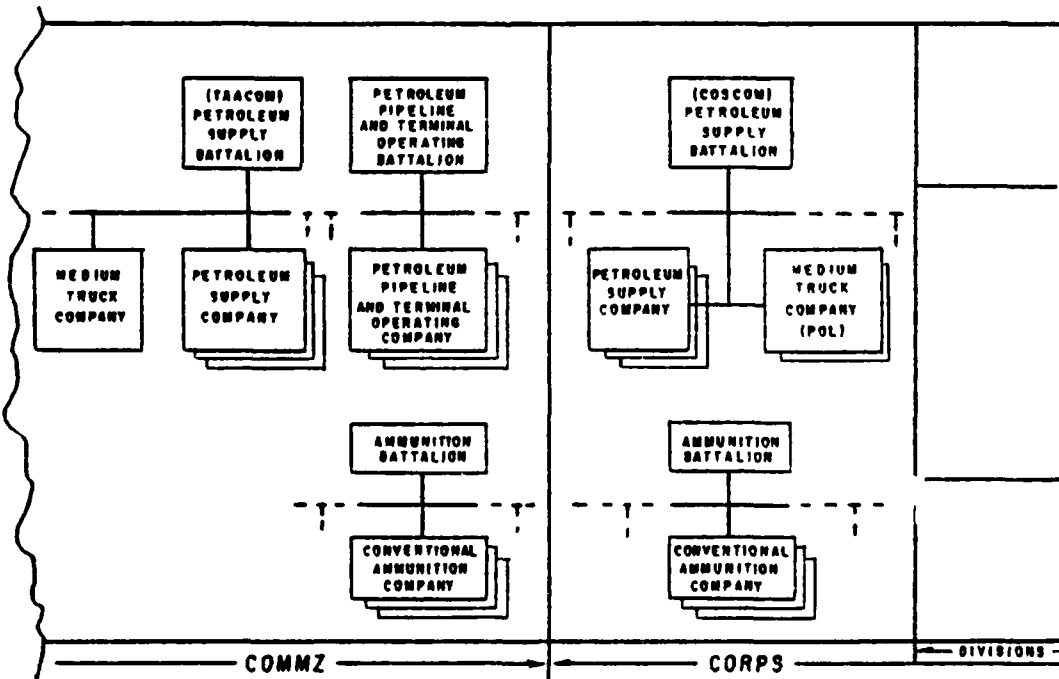 (TAACOM)
PETROLEUM
SUPPLY
BATTALION
PETROLEUM
PIPELINE
AND TERMINAL
OPERATING
BATTALION
(COSCOM)
PETROLEUM
SUPPLY
BATTALION
MEDIUM
TRUCK
COMPANY
PETROLEUM
SUPPLY
COMPANY
PETROLEUM
PIPELINE
AND TERMINAL
OPERATING
COMPANY
PETROLEUM
SUPPLY
COMPANY
MEDIUM
TRUCK
COMPANY
(POL)
AMMUNITION
BATTALION
AMMUNITION
BATTALION
CONVENTIONAL
AMMUNITION
COMPANY
CONVENTIONAL
AMMUNITION
COMPANY
COMMZ
CORPS
DIVISIONS